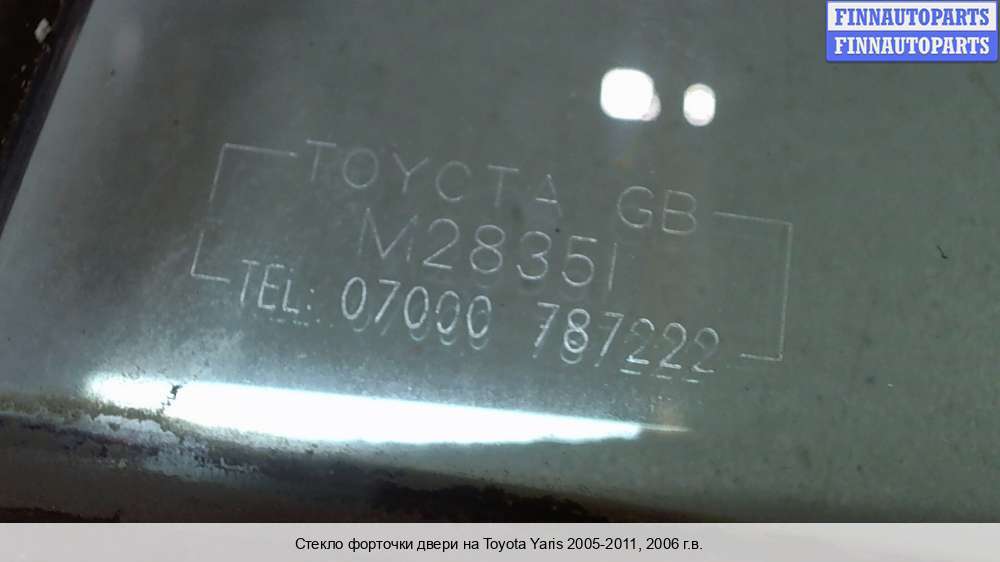 FINNAUTOPARTS
FINNAUTOPARTS
TOYOTA GB
M28351
TEL: 07000 787222
Стекло форточки двери на Toyota Yaris 2005-2011, 2006 г.в.